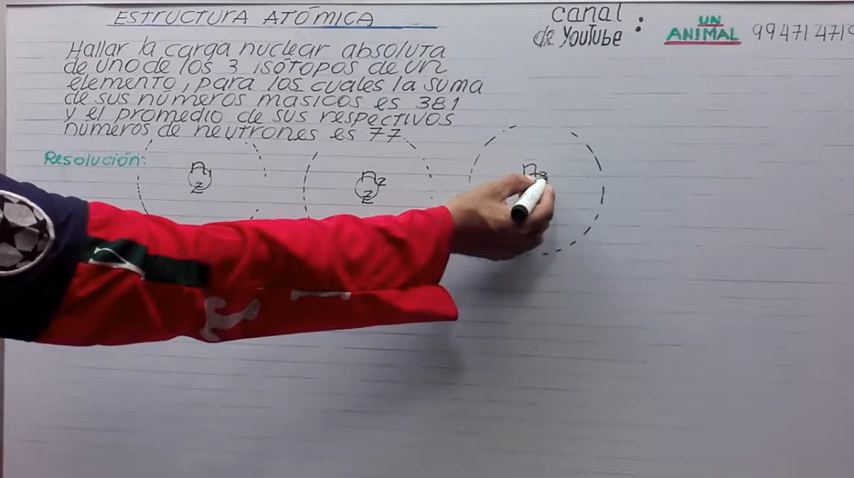 ESTRUCTURA ATÓMICA
canal
de YouTube :
UN
ANIMAL
Hallar la carga nuclear absoluta
de uno de los 3 isótopos de un
elemento, para los cuales la suma
de sus números másicos es 381
y el promedio de sus respectivos
números de neutrones es 77.
Resolución:
n1
Z
n2
Z